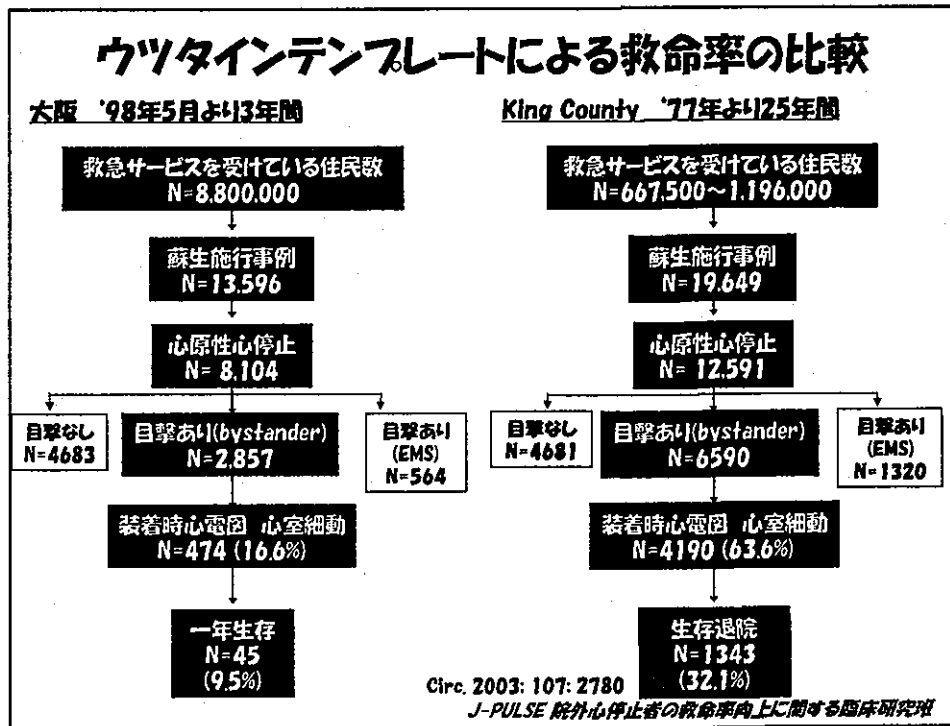 ウツタインテンプレートによる救命率の比較
大阪 '98年5月より3年間
救急サービスを受けている住民数
N=8.800.000
蘇生施行事例
N=13.596
心原性心停止
N=8.104
目撃なし
N=4683
目撃あり(bystander)
N=2.857
目撃あり
(EMS)
N=564
装着時心電図 心室細動
N=474 (16.6%)
一年生存
N=45
(9.5%)
King County '77年より25年間
救急サービスを受けている住民数
N=667.500〜1.196.000
蘇生施行事例
N=19.649
心原性心停止
N= 12.591
目撃なし
N=4681
目撃あり(bystander)
N=6590
目撃あり
(EMS)
N=1320
装着時心電図 心室細動
N=4190 (63.6%)
生存退院
N=1343
(32.1%)
Circ. 2003: 107: 2780
J-PULSE 院外心停止者の救命率向上に関する臨床研究班